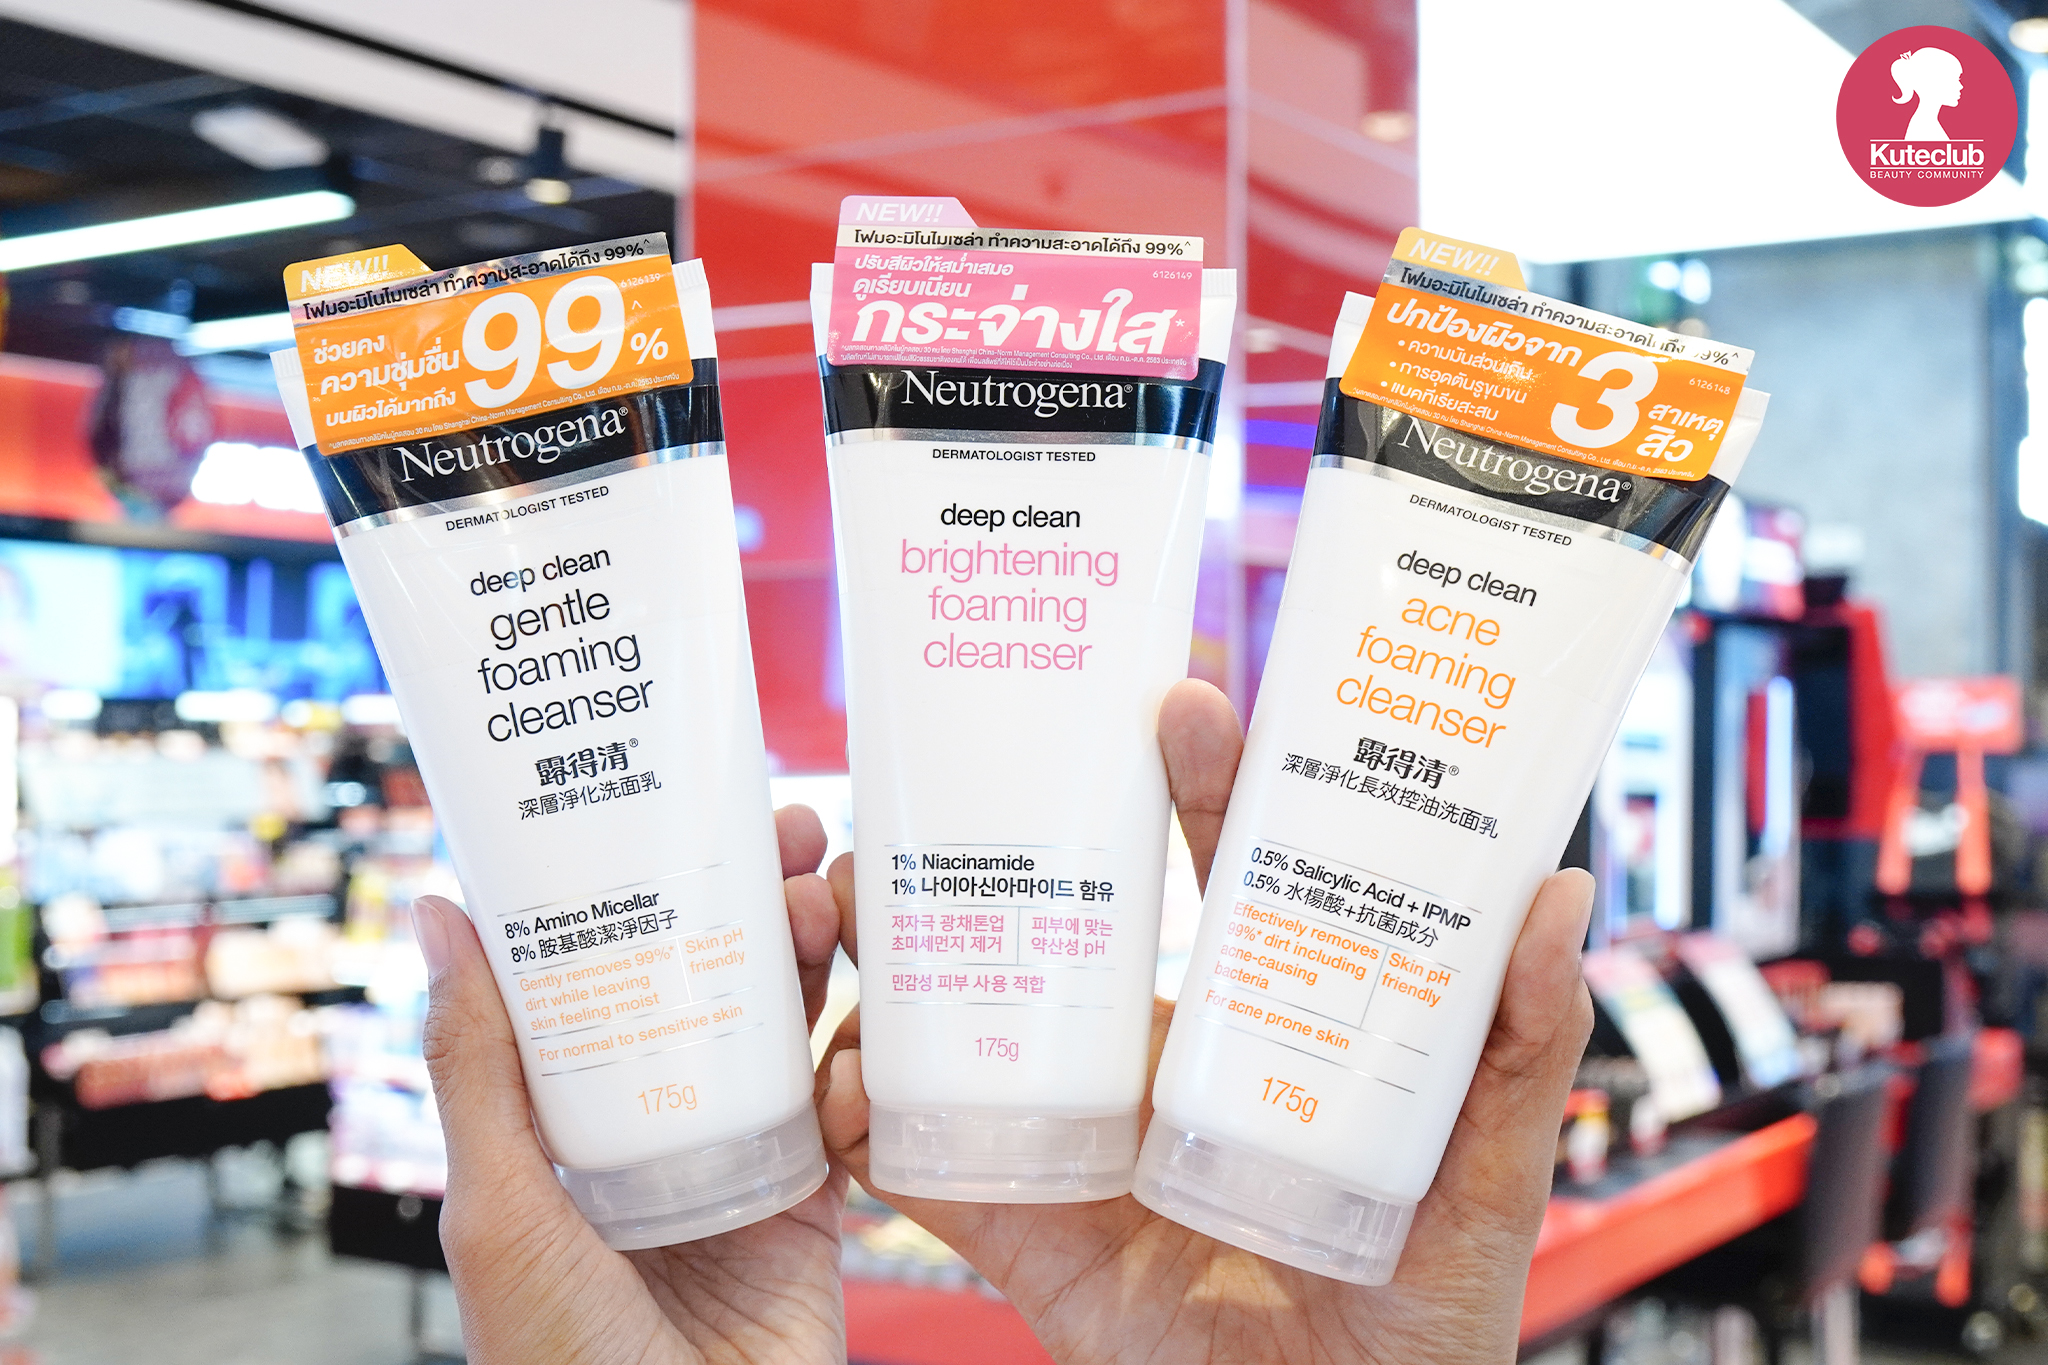 Kuteclub
BEAUTY COMMUNITY
NEW!!
โฟมอะมิโนไมเซล่า ทำความสะอาดได้ถึง 99%^
6126139
ช่วยคง
ความชุ่มชื่น
บนผิวได้มากถึง
99^%
Neutrogena®
DERMATOLOGIST TESTED
deep clean
gentle
foaming
cleanser
露得清®
深層淨化洗面乳
8% Amino Micellar
8% 胺基酸潔淨因子
Gently removes 99%*
dirt while leaving
skin feeling moist
Skin pH
friendly
For normal to sensitive skin
175g
NEW!!
โฟมอะมิโนไมเซล่า ทำความสะอาดได้ถึง 99%^
ปรับสีผิวให้สม่ำเสมอ
6126149
ดูเรียบเนียน
กระจ่างใส*
Neutrogena®
DERMATOLOGIST TESTED
deep clean
brightening
foaming
cleanser
1% Niacinamide
1% 나이아신아마이드 함유
저자극 광채톤업
초미세먼지 제거
피부에 맞는
약산성 pH
민감성 피부 사용 적합
175g
NEW!!
โฟมอะมิโนไมเซล่า ทำความสะอาดได้ถึง 99%^
ปกป้องผิวจาก
• ความมันส่วนเกิน
• การอุดตันรูขุมขน
• แบคทีเรียสะสม
3
สาเหตุ
สิว
6126148
Neutrogena®
DERMATOLOGIST TESTED
deep clean
acne
foaming
cleanser
露得清®
深層淨化長效控油洗面乳
0.5% Salicylic Acid + IPMP
0.5% 水楊酸+抗菌成分
Effectively removes
99%* dirt including
acne-causing
bacteria
Skin pH
friendly
For acne prone skin
175g